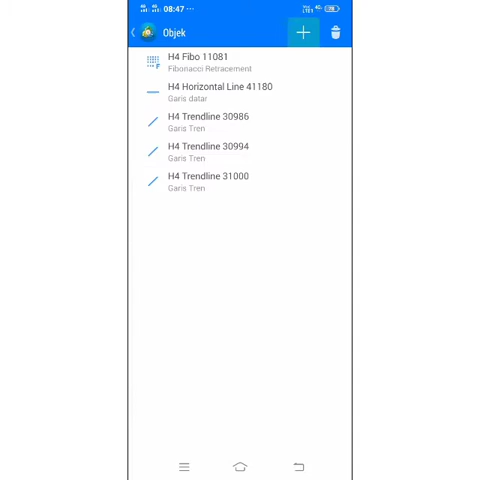 08:47
Objek
H4 Fibo 11081
Fibonacci Retracement
H4 Horizontal Line 41180
Garis datar
H4 Trendline 30986
Garis Tren
H4 Trendline 30994
Garis Tren
H4 Trendline 31000
Garis Tren